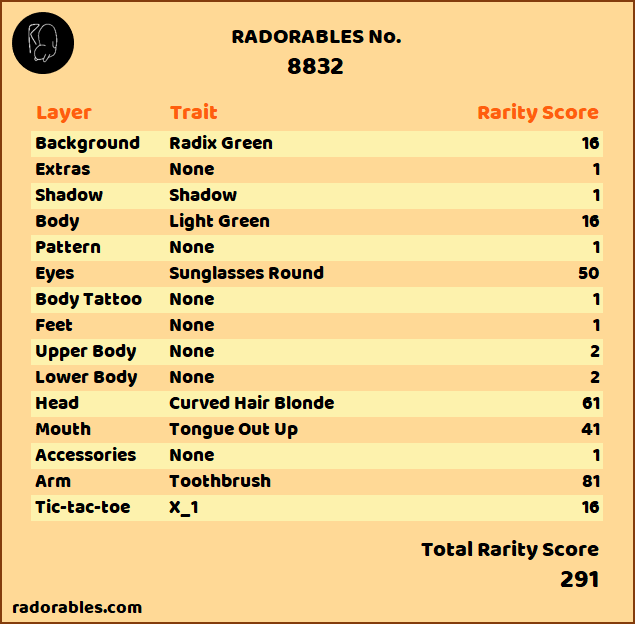 RADORABLES No.
8832
Layer Trait Rarity Score
Background Radix Green 16
Extras None 1
Shadow Shadow 1
Body Light Green 16
Pattern None 1
Eyes Sunglasses Round 50
Body Tattoo None 1
Feet None 1
Upper Body None 2
Lower Body None 2
Head Curved Hair Blonde 61
Mouth Tongue Out Up 41
Accessories None 1
Arm Toothbrush 81
Tic-tac-toe X_1 16
Total Rarity Score
291
radorables.com